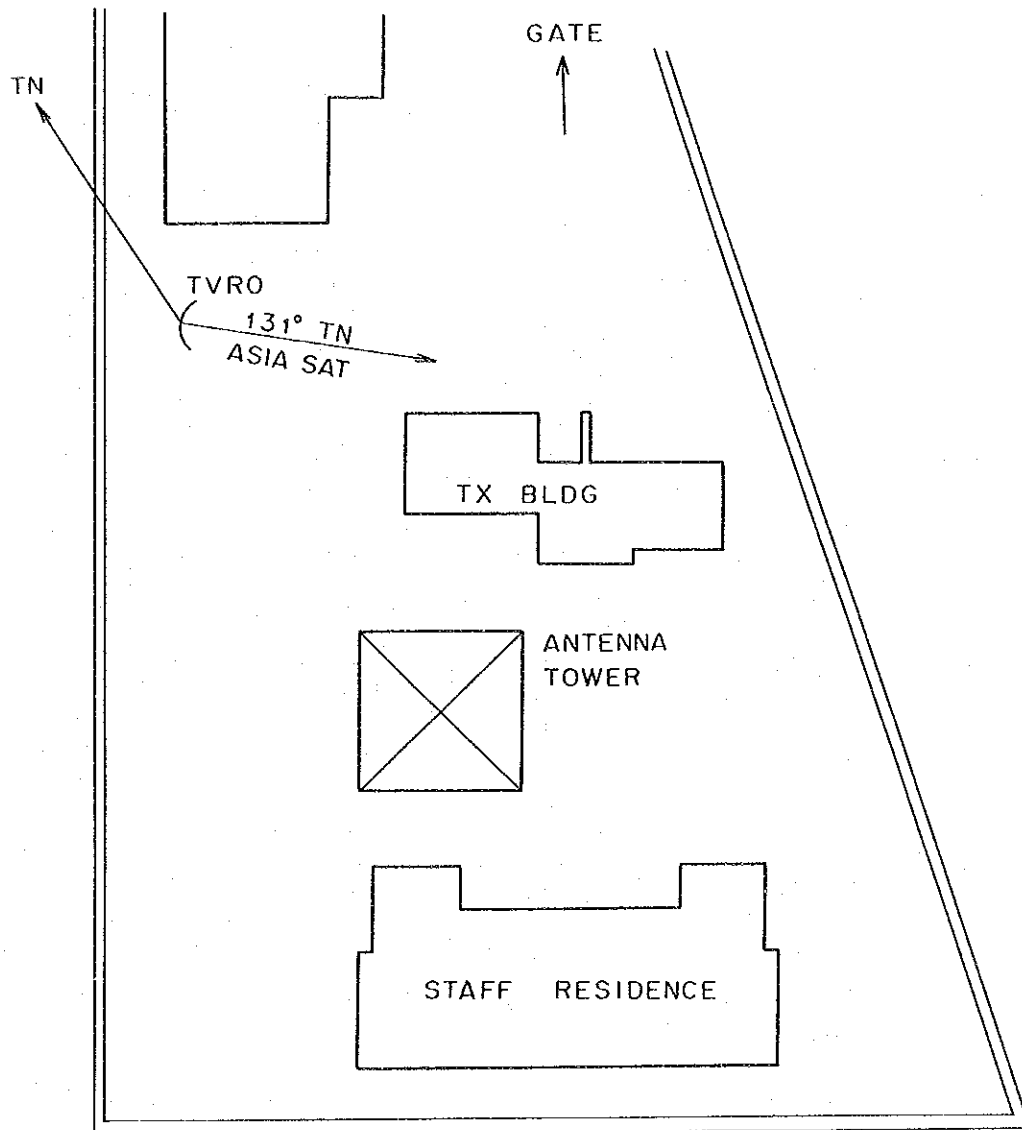 GATE
TN
TVRO
131° TN
ASIA SAT
TX BLDG
ANTENNA
TOWER
STAFF RESIDENCE